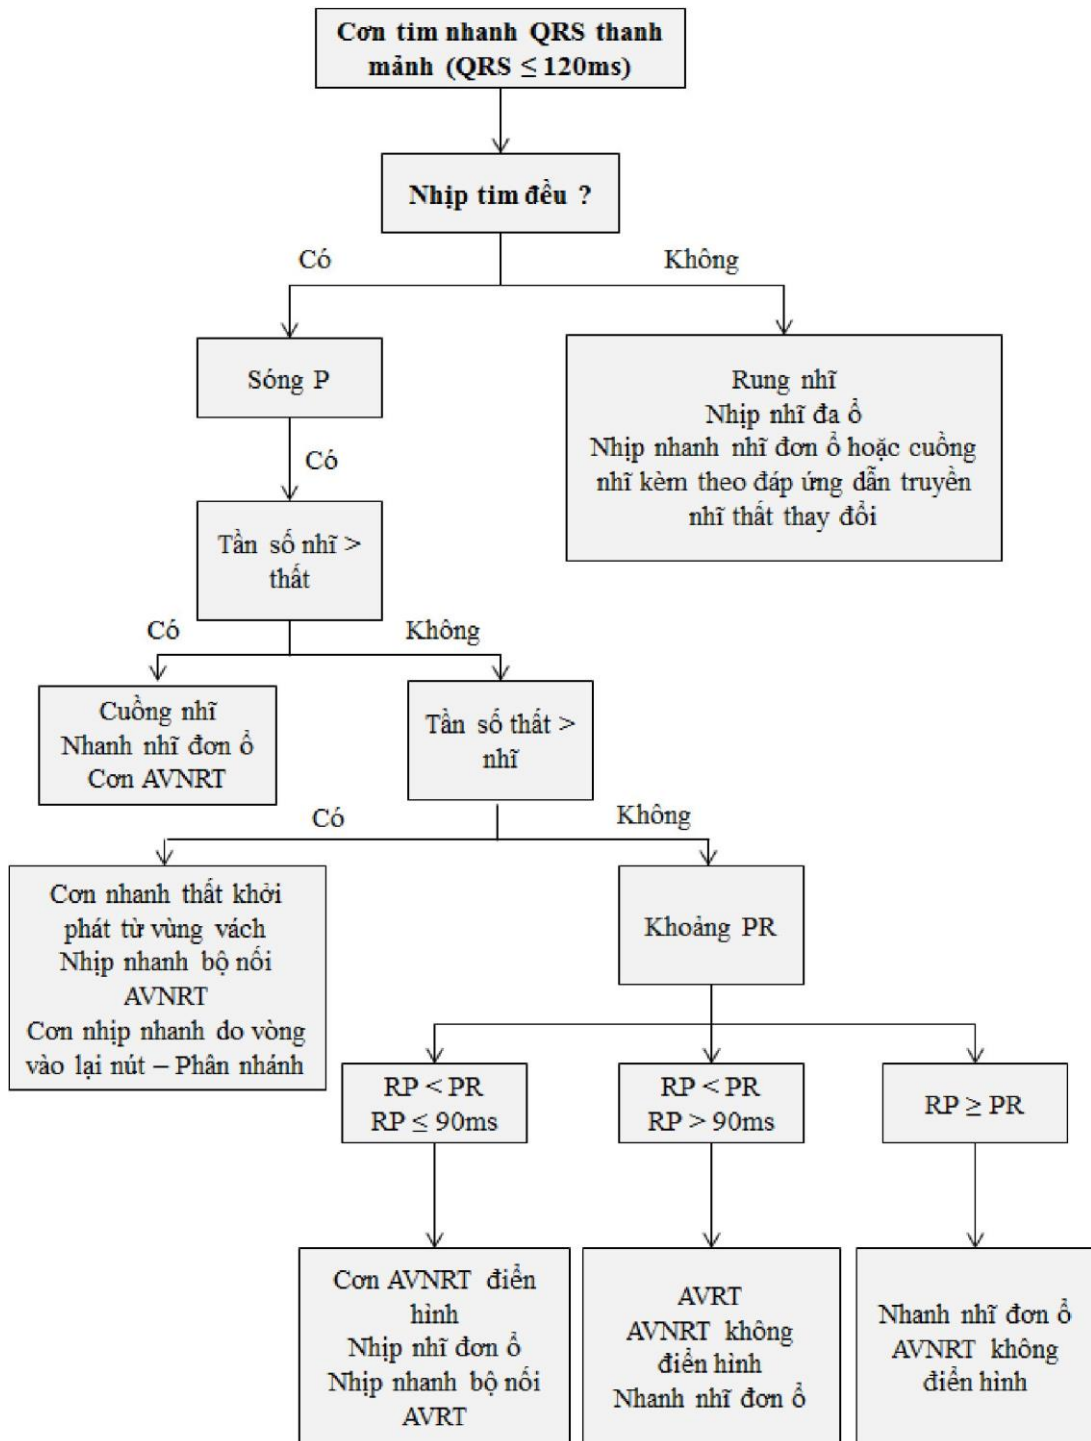 Cơn tim nhanh QRS thanh
mảnh (QRS ≤ 120ms)
Nhịp tim đều ?
Có
Không
Sóng P
Rung nhĩ
Nhịp nhĩ đa ổ
Nhịp nhanh nhĩ đơn ổ hoặc cuồng
nhĩ kèm theo đáp ứng dẫn truyền
nhĩ thất thay đổi
Có
Tần số nhĩ >
thất
Có
Không
Cuồng nhĩ
Nhanh nhĩ đơn ổ
Cơn AVNRT
Tần số thất >
nhĩ
Có
Không
Cơn nhanh thất khởi
phát từ vùng vách
Nhịp nhanh bộ nối
AVNRT
Cơn nhịp nhanh do vòng
vào lại nút – Phân nhánh
Khoảng PR
RP < PR
RP ≤ 90ms
RP < PR
RP > 90ms
RP ≥ PR
Cơn AVNRT điển
hình
Nhịp nhĩ đơn ổ
Nhịp nhanh bộ nối
AVRT
AVRT
AVNRT không
điển hình
Nhanh nhĩ đơn ổ
Nhanh nhĩ đơn ổ
AVNRT không
điển hình